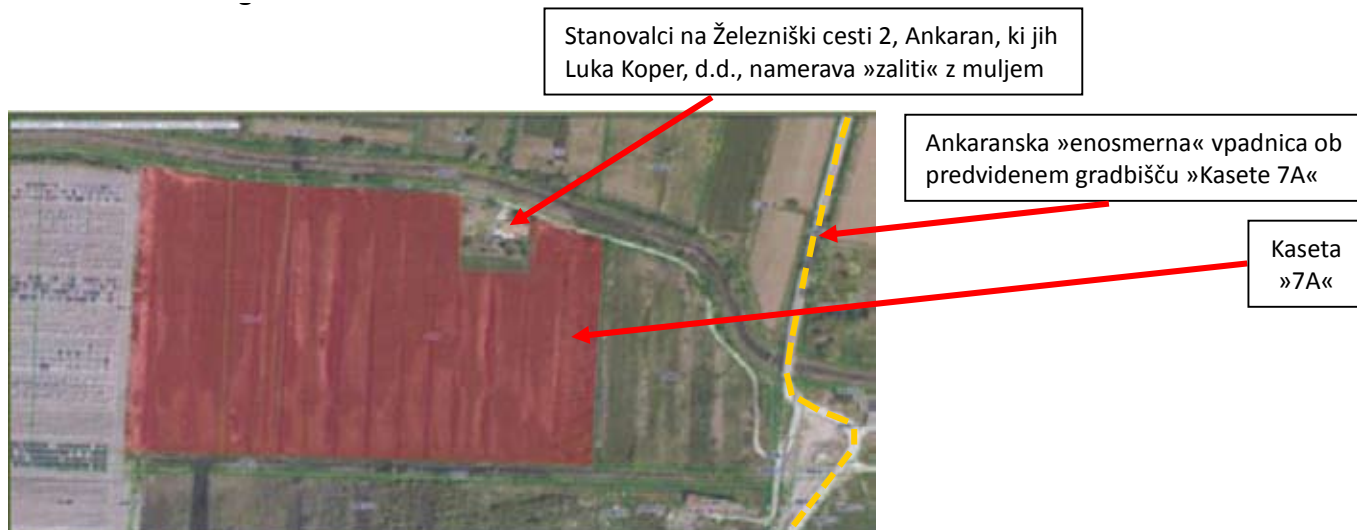 Stanovalci na Železniški cesti 2, Ankaran, ki jih
Luka Koper, d.d., namerava »zaliti« z muljem
Ankaranska »enosmerna« vpadnica ob
predvidenem gradbišču »Kasete 7A«
Kaseta
»7A«